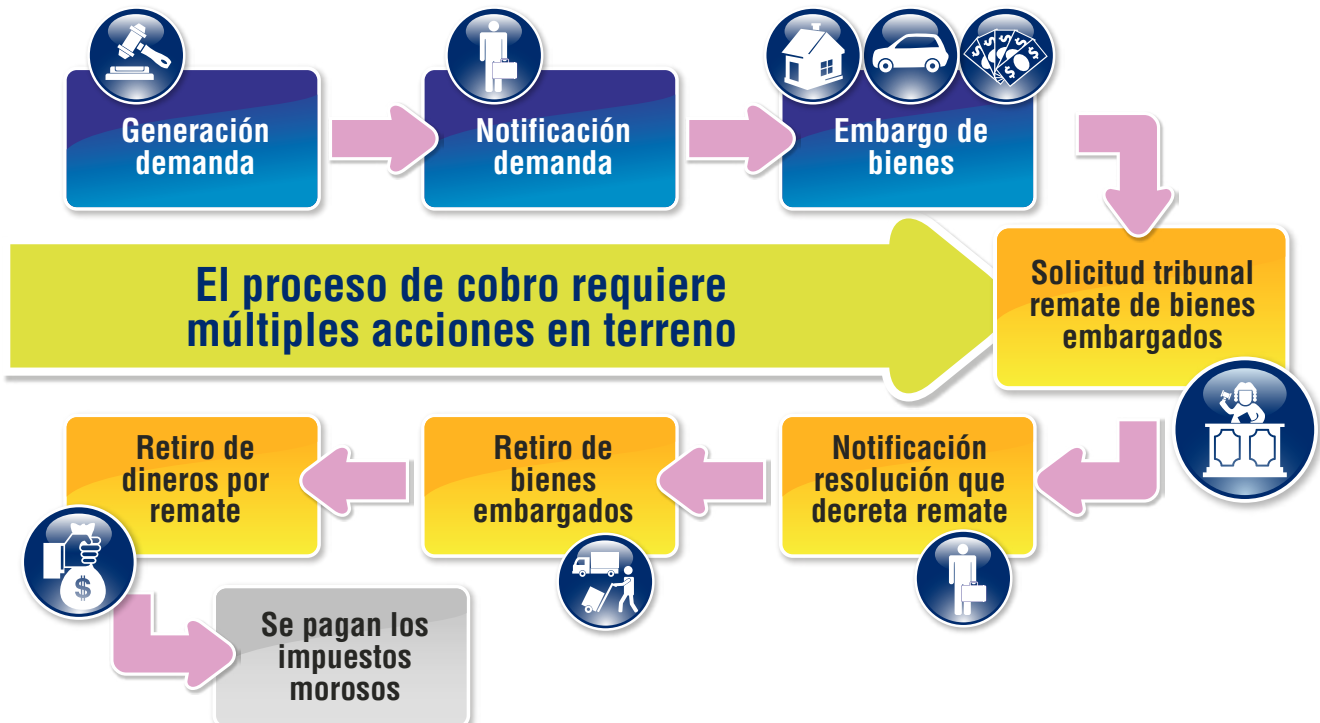 Generación
demanda
Notificación
demanda
Embargo de
bienes
El proceso de cobro requiere
múltiples acciones en terreno
Solicitud tribunal
remate de bienes
embargados
Notificación
resolución que
decreta remate
Retiro de
bienes
embargados
Retiro de
dineros por
remate
$
Se pagan los
impuestos
morosos